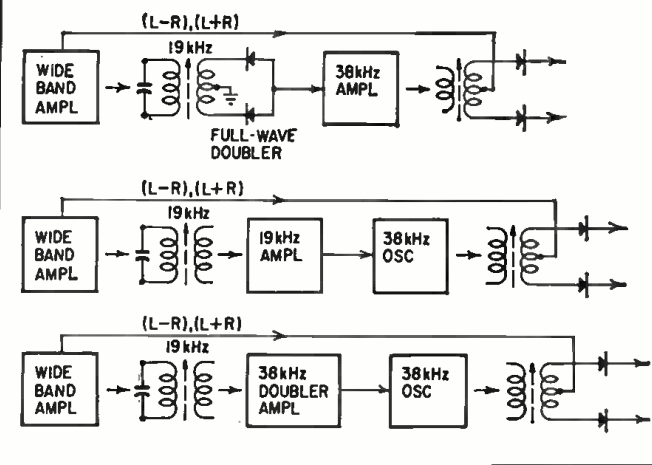 (L-R),(L+R)
19kHz
WIDE
BAND
AMPL
38kHz
AMPL
FULL-WAVE
DOUBLER
(L-R),(L+R)
19kHz
WIDE
BAND
AMPL
19kHz
AMPL
38kHz
OSC
(L-R),(L+R)
19kHz
WIDE
BAND
AMPL
38kHz
DOUBLER
AMPL
38kHz
OSC